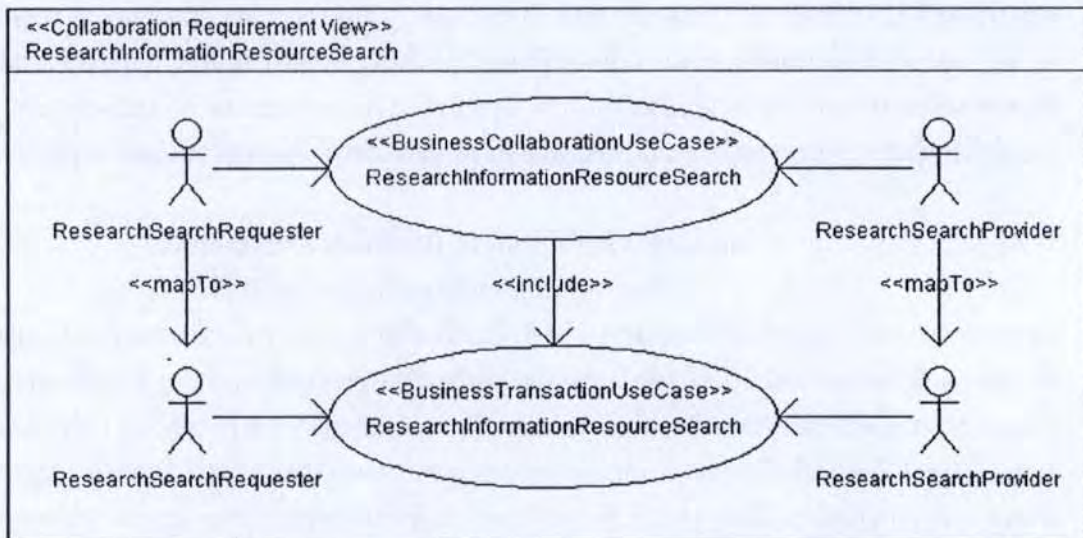 <<Collaboration Requirement View>>
ResearchInformationResourceSearch
<<BusinessCollaborationUseCase>>
ResearchInformationResourceSearch
ResearchSearchRequester
ResearchSearchProvider
<<mapTo>>
<<include>>
<<mapTo>>
<<BusinessTransactionUseCase>>
ResearchInformationResourceSearch
ResearchSearchRequester
ResearchSearchProvider